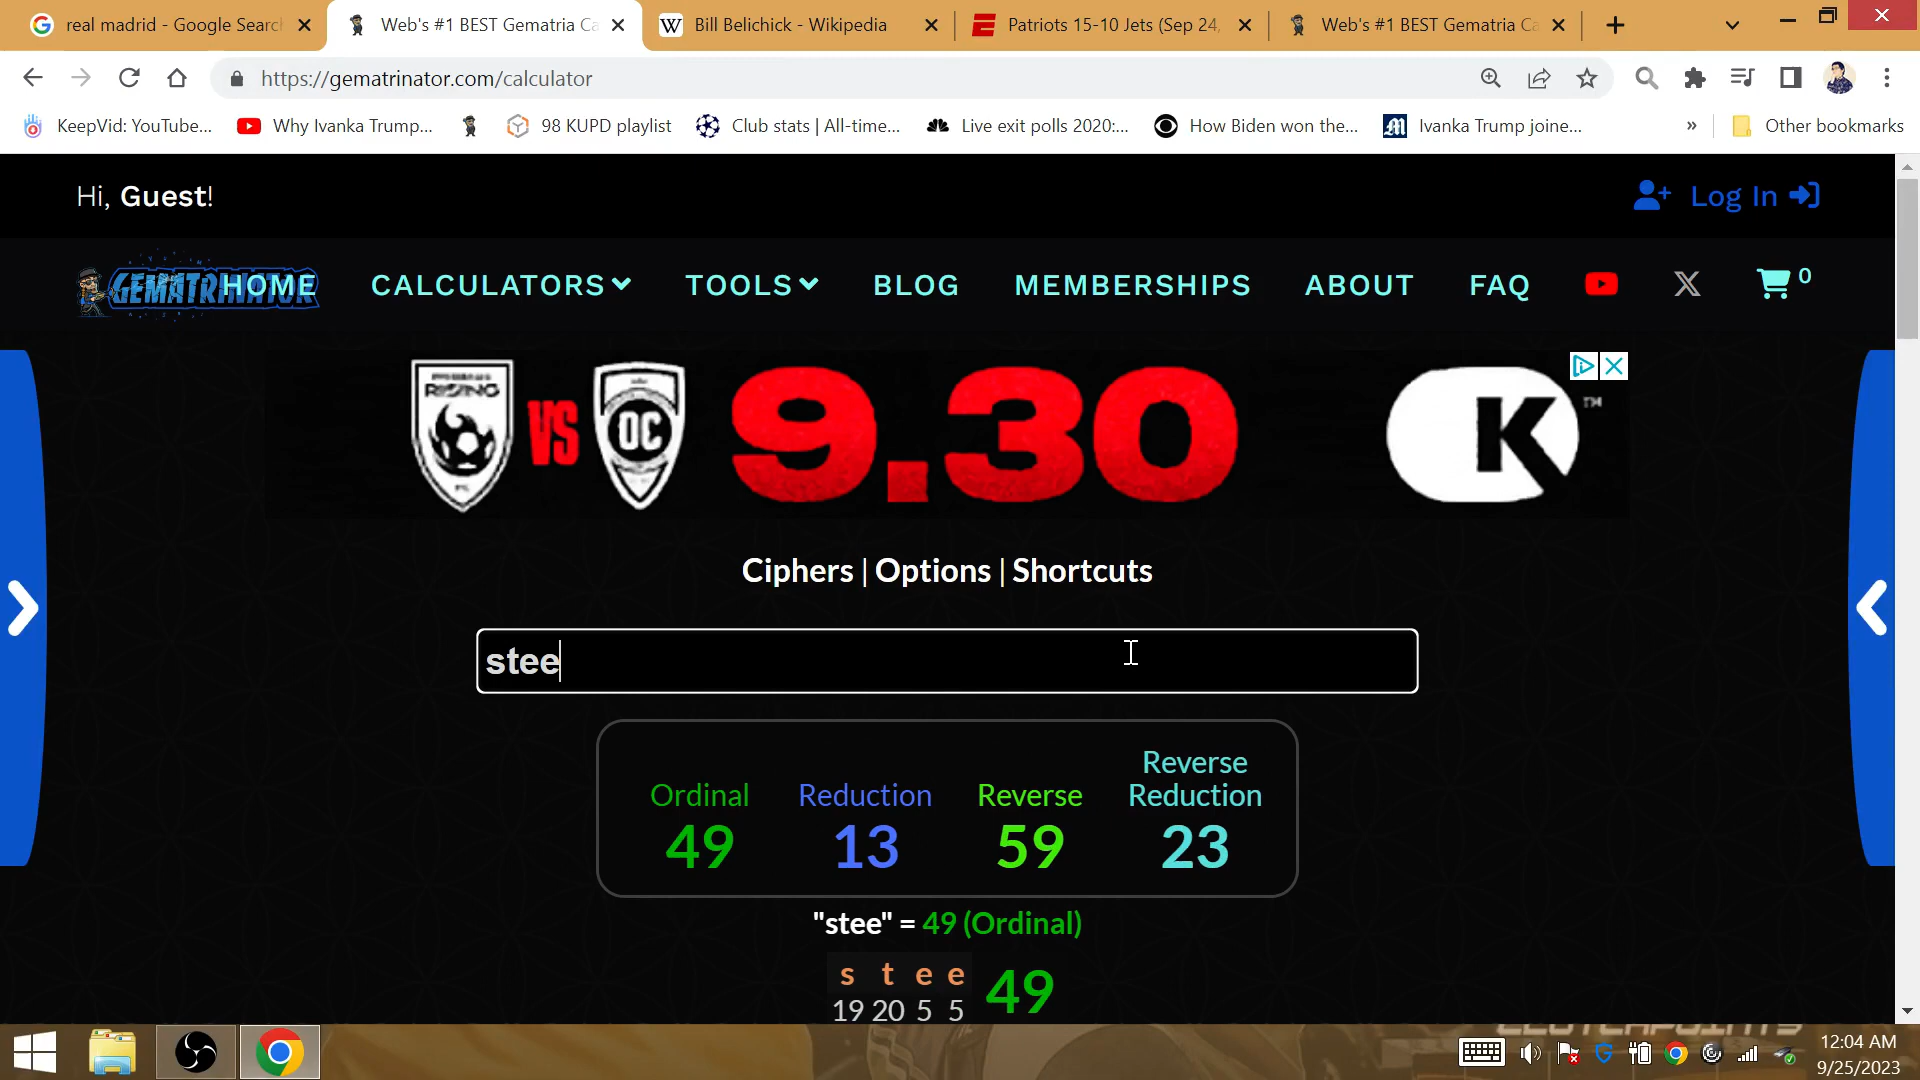 real madrid - Google Searc
Web's #1 BEST Gematria Ca
Bill Belichick - Wikipedia
Patriots 15-10 Jets (Sep 24,
Web's #1 BEST Gematria Ca
https://gematrinator.com/calculator
KeepVid: YouTube...
Why Ivanka Trump...
98 KUPD playlist
Club stats | All-time...
Live exit polls 2020:...
How Biden won the...
Ivanka Trump joine...
»
Other bookmarks
Hi, Guest!
Log In
GEMATRINATOR
HOME
CALCULATORS
TOOLS
BLOG
MEMBERSHIPS
ABOUT
FAQ
X
0
RISING
VS
OC
9.30
K™
Ciphers | Options | Shortcuts
stee
Ordinal
49
Reduction
13
Reverse
59
Reverse
Reduction
23
"stee" = 49 (Ordinal)
s t e e
19 20 5 5
49
12:04 AM
9/25/2023